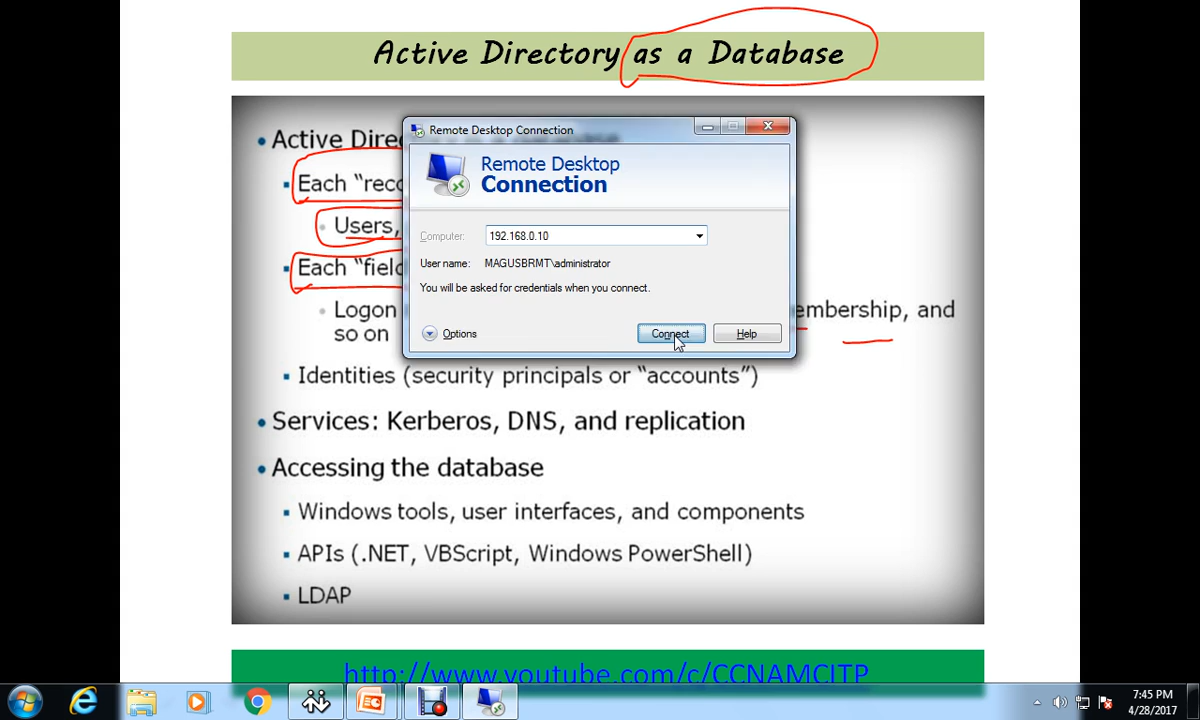 Active Directory as a Database
Active Direc
Each "reco
Users,
Each "field
Logon
embership, and
so on
Identities (security principals or "accounts")
Services: Kerberos, DNS, and replication
Accessing the database
Windows tools, user interfaces, and components
APIs (.NET, VBScript, Windows PowerShell)
LDAP
Remote Desktop Connection
Remote Desktop
Connection
Computer: 192.168.0.10
User name: MAGUSBRMT\administrator
You will be asked for credentials when you connect.
Options
Connect
Help
http://www.youtube.com/c/CCNAMCITP
7:45 PM
4/28/2017